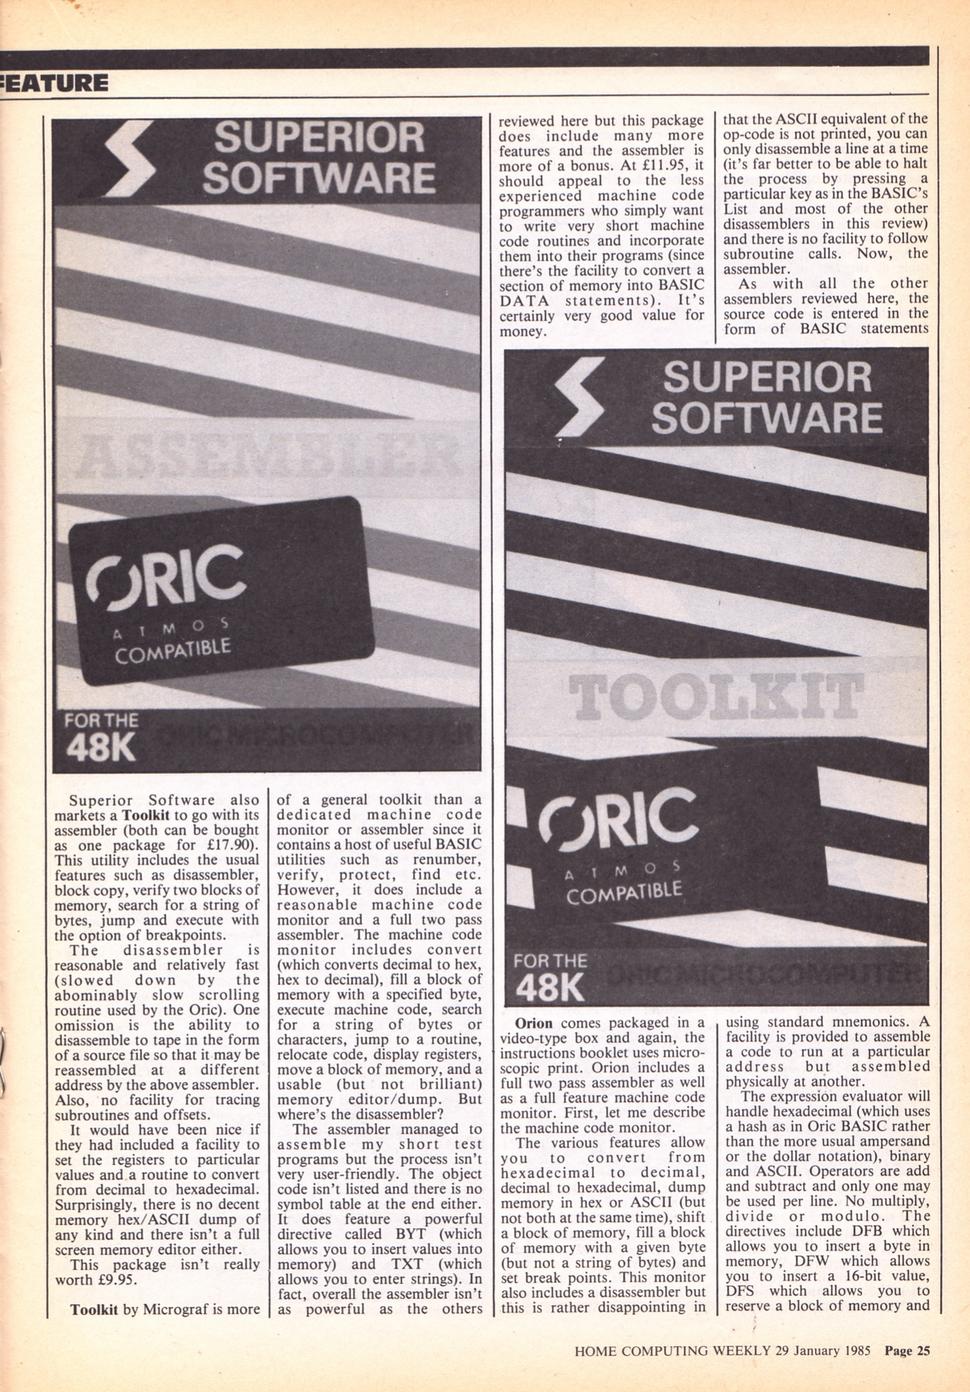 FEATURE
SUPERIOR
SOFTWARE
ASSEMBLER
ORIC
ATMOS
COMPATIBLE
FOR THE
48K ORIC MICROCOMPUTER
Superior Software also
markets a Toolkit to go with its
assembler (both can be bought
as one package for £17.90).
This utility includes the usual
features such as disassembler,
block copy, verify two blocks of
memory, search for a string of
bytes, jump and execute with
the option of breakpoints.
The disassembler is
reasonable and relatively fast
(slowed down by the
abominably slow scrolling
routine used by the Oric). One
omission is the ability to
disassemble to tape in the form
of a source file so that it may be
reassembled at a different
address by the above assembler.
Also, no facility for tracing
subroutines and offsets.
It would have been nice if
they had included a facility to
set the registers to particular
values and a routine to convert
from decimal to hexadecimal.
Surprisingly, there is no decent
memory hex/ASCII dump of
any kind and there isn't a full
screen memory editor either.
This package isn't really
worth £9.95.
Toolkit by Micrograf is more
of a general toolkit than a
dedicated machine code
monitor or assembler since it
contains a host of useful BASIC
utilities such as renumber,
verify, protect, find etc.
However, it does include a
reasonable machine code
monitor and a full two pass
assembler. The machine code
monitor includes convert
(which converts decimal to hex,
hex to decimal), fill a block of
memory with a specified byte,
execute machine code, search
for a string of bytes or
characters, jump to a routine,
relocate code, display registers,
move a block of memory, and a
usable (but not brilliant)
memory editor/dump. But
where's the disassembler?
The assembler managed to
assemble my short test
programs but the process isn't
very user-friendly. The object
code isn't listed and there is no
symbol table at the end either.
It does feature a powerful
directive called BYT (which
allows you to insert values into
memory) and TXT (which
allows you to enter strings). In
fact, overall the assembler isn't
as powerful as the others
reviewed here but this package
does include many more
features and the assembler is
more of a bonus. At £11.95, it
should appeal to the less
experienced machine code
programmers who simply want
to write very short machine
code routines and incorporate
them into their programs (since
there's the facility to convert a
section of memory into BASIC
DATA statements). It's
certainly very good value for
money.
SUPERIOR
SOFTWARE
TOOLKIT
ORIC
ATMOS
COMPATIBLE
FOR THE
48K ORIC MICROCOMPUTER
Orion comes packaged in a
video-type box and again, the
instructions booklet uses micro-
scopic print. Orion includes a
full two pass assembler as well
as a full feature machine code
monitor. First, let me describe
the machine code monitor.
The various features allow
you to convert from
hexadecimal to decimal,
decimal to hexadecimal, dump
memory in hex or ASCII (but
not both at the same time), shift
a block of memory, fill a block
of memory with a given byte
(but not a string of bytes) and
set break points. This monitor
also includes a disassembler but
this is rather disappointing in
that the ASCII equivalent of the
op-code is not printed, you can
only disassemble a line at a time
(it's far better to be able to halt
the process by pressing a
particular key as in the BASIC's
List and most of the other
disassemblers in this review)
and there is no facility to follow
subroutine calls. Now, the
assembler.
As with all the other
assemblers reviewed here, the
source code is entered in the
form of BASIC statements
using standard mnemonics. A
facility is provided to assemble
a code to run at a particular
address but assembled
physically at another.
The expression evaluator will
handle hexadecimal (which uses
a hash as in Oric BASIC rather
than the more usual ampersand
or the dollar notation), binary
and ASCII. Operators are add
and subtract and only one may
be used per line. No multiply,
divide or modulo. The
directives include DFB which
allows you to insert a byte in
memory, DFW which allows
you to insert a 16-bit value,
DFS which allows you to
reserve a block of memory and
HOME COMPUTING WEEKLY 29 January 1985 Page 25